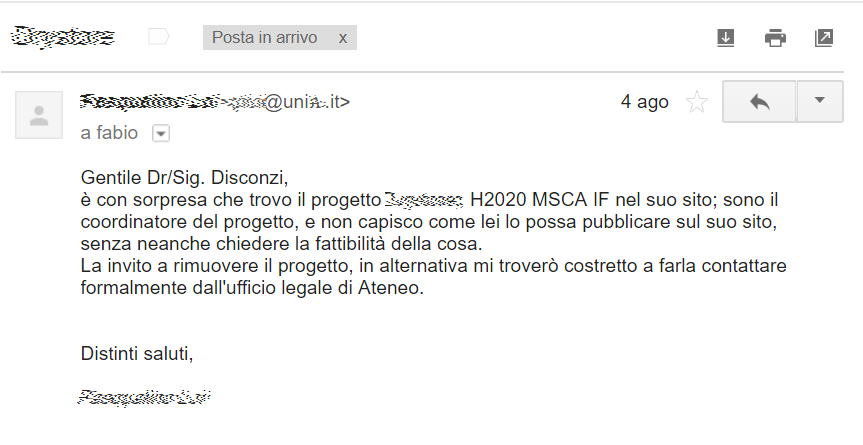 Posta in arrivo x
@uni .it>
4 ago
a fabio
Gentile Dr/Sig. Disconzi,
è con sorpresa che trovo il progetto H2020 MSCA IF nel suo sito; sono il
coordinatore del progetto, e non capisco come lei lo possa pubblicare sul suo sito,
senza neanche chiedere la fattibilità della cosa.
La invito a rimuovere il progetto, in alternativa mi troverò costretto a farla contattare
formalmente dall'ufficio legale di Ateneo.
Distinti saluti,